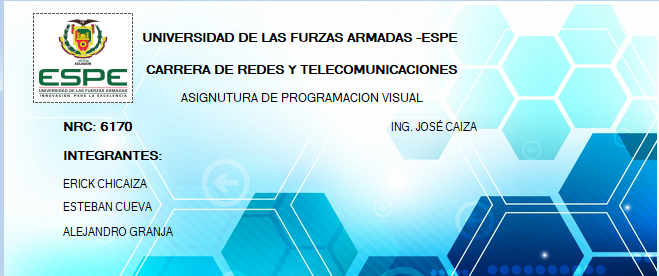 UNIVERSIDAD DE LAS FURZAS ARMADAS -ESPE
ESPE
UNIVERSIDAD DE LAS FUERZAS ARMADAS
INNOVACIÓN PARA LA EXCELENCIA
CARRERA DE REDES Y TELECOMUNICACIONES
ASIGNUTURA DE PROGRAMACION VISUAL
NRC: 6170
ING. JOSÉ CAIZA
INTEGRANTES:
ERICK CHICAIZA
ESTEBAN CUEVA
ALEJANDRO GRANJA